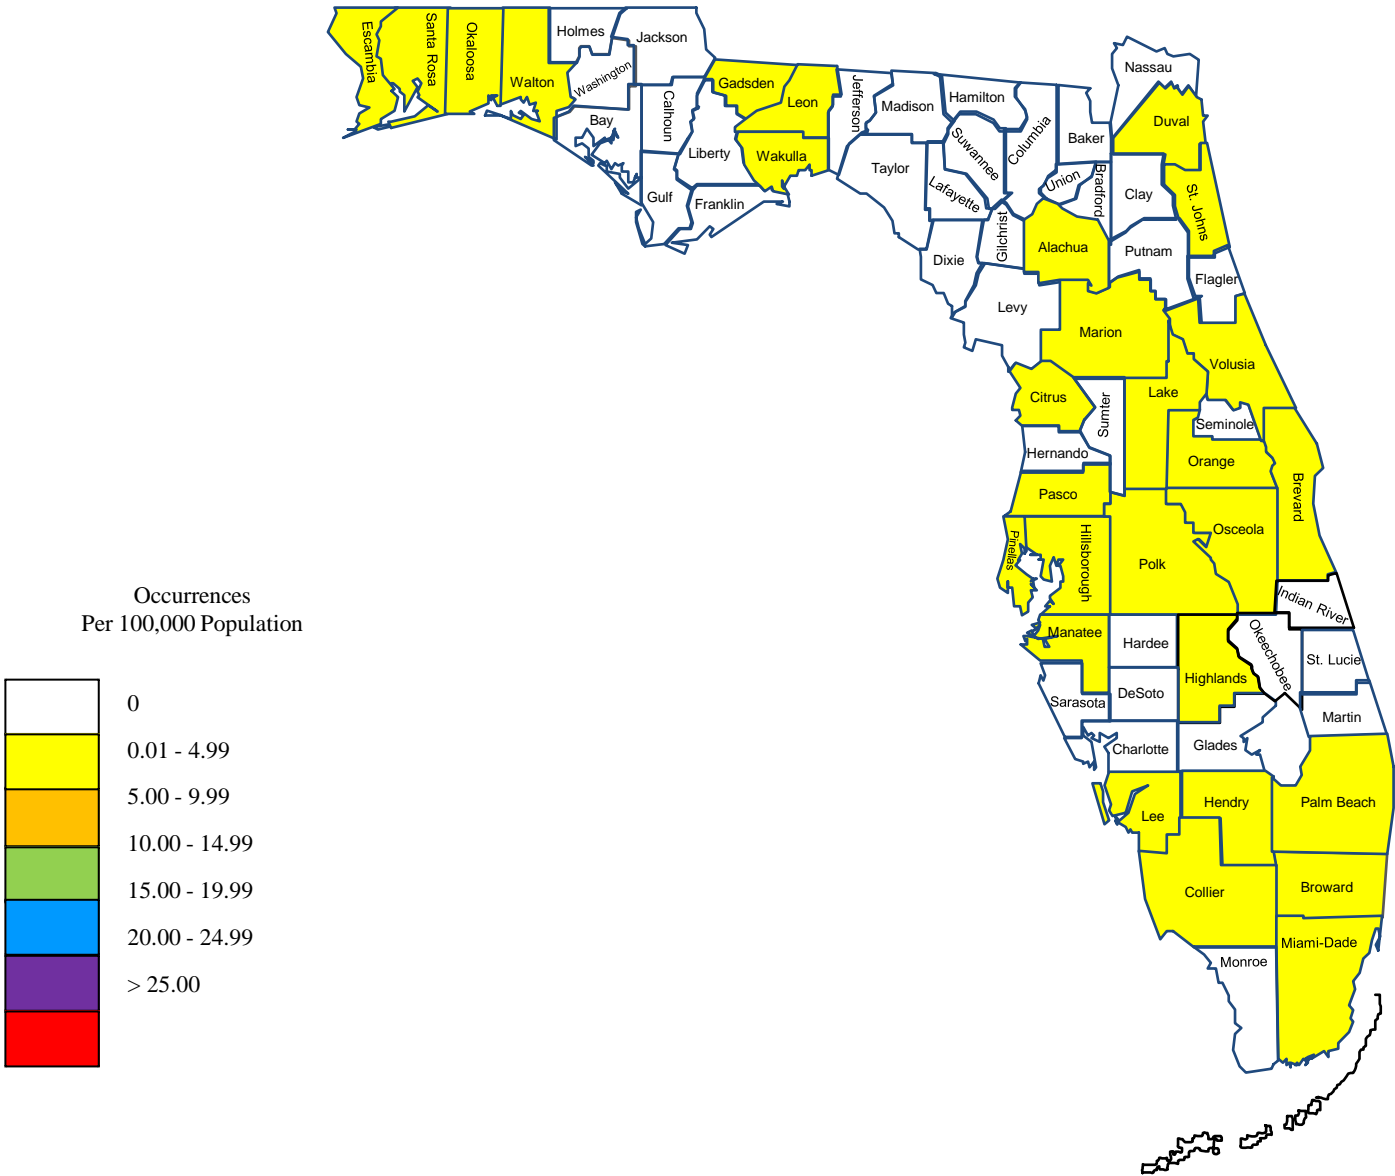 Escambia
Santa Rosa
Okaloosa
Walton
Holmes
Washington
Jackson
Bay
Calhoun
Gulf
Liberty
Franklin
Gadsden
Leon
Wakulla
Jefferson
Madison
Taylor
Hamilton
Suwannee
Lafayette
Columbia
Dixie
Gilchrist
Nassau
Duval
Baker
Union
Bradford
Clay
St. Johns
Alachua
Putnam
Flagler
Levy
Marion
Volusia
Citrus
Sumter
Lake
Seminole
Hernando
Orange
Pasco
Brevard
Pinellas
Hillsborough
Polk
Osceola
Indian River
Manatee
Hardee
Highlands
Okeechobee
St. Lucie
Sarasota
DeSoto
Martin
Charlotte
Glades
Lee
Hendry
Palm Beach
Collier
Broward
Miami-Dade
Monroe
Occurrences
Per 100,000 Population
0
0.01 - 4.99
5.00 - 9.99
10.00 - 14.99
15.00 - 19.99
20.00 - 24.99
> 25.00